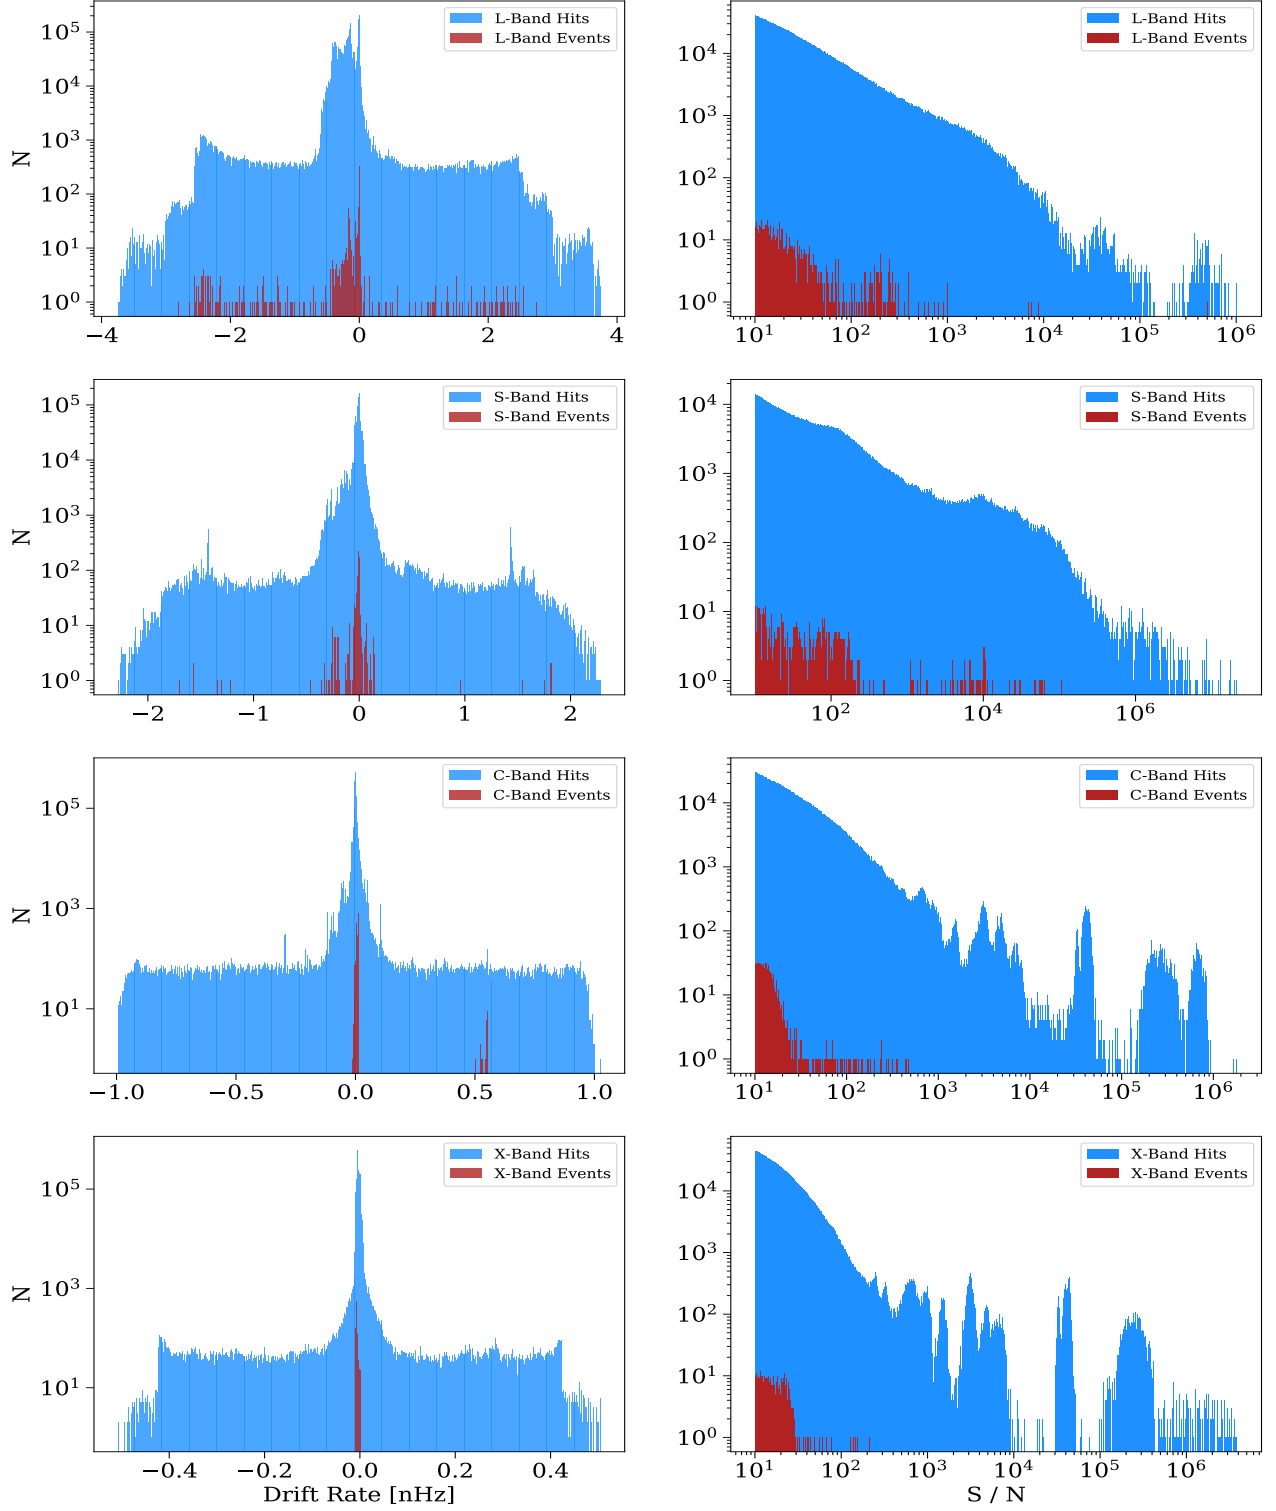 L-Band Hits
L-Band Events
N
10^5
10^4
10^3
10^2
10^1
10^0
−4 −2 0 2 4
L-Band Hits
L-Band Events
10^4
10^3
10^2
10^1
10^0
10^1 10^2 10^3 10^4 10^5 10^6
S-Band Hits
S-Band Events
N
10^5
10^4
10^3
10^2
10^1
10^0
−2 −1 0 1 2
S-Band Hits
S-Band Events
10^4
10^3
10^2
10^1
10^0
10^2 10^4 10^6
C-Band Hits
C-Band Events
N
10^5
10^3
10^1
−1.0 −0.5 0.0 0.5 1.0
C-Band Hits
C-Band Events
10^4
10^3
10^2
10^1
10^0
10^1 10^2 10^3 10^4 10^5 10^6
X-Band Hits
X-Band Events
N
10^5
10^3
10^1
−0.4 −0.2 0.0 0.2 0.4
Drift Rate [nHz]
X-Band Hits
X-Band Events
10^4
10^3
10^2
10^1
10^0
10^1 10^2 10^3 10^4 10^5 10^6
S / N